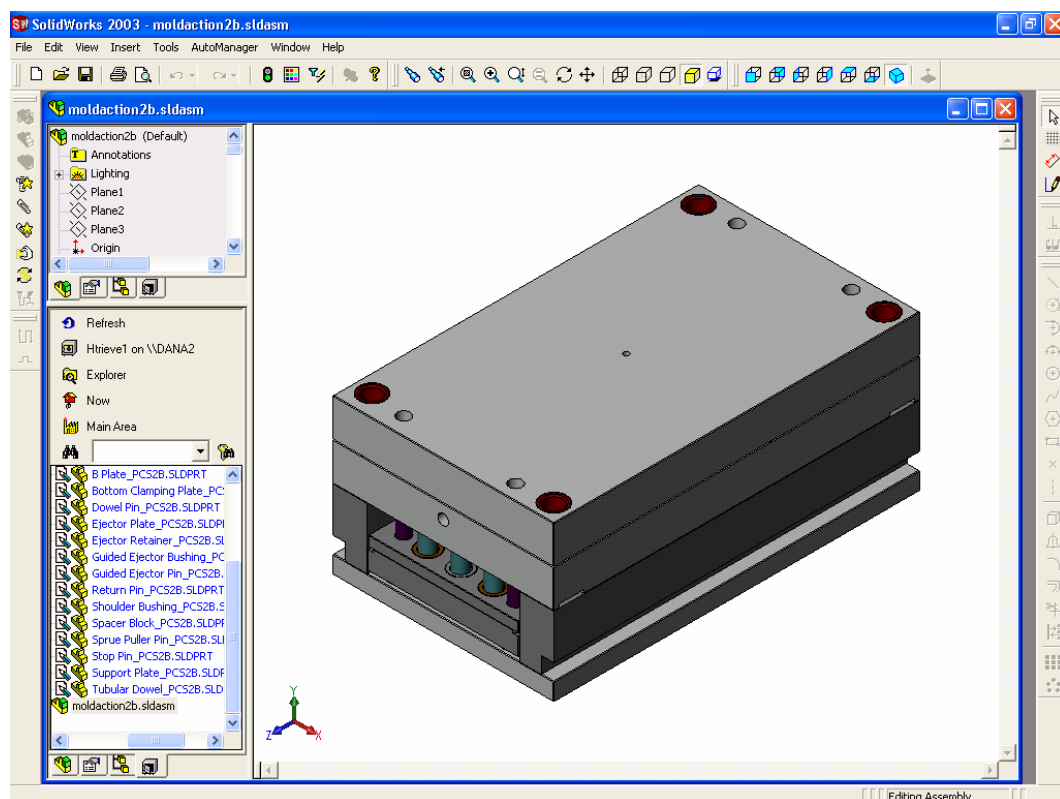 SolidWorks 2003 - moldaction2b.sldasm
File Edit View Insert Tools AutoManager Window Help
moldaction2b.sldasm
moldaction2b (Default)
Annotations
Lighting
Plane1
Plane2
Plane3
Origin
Refresh
Htrieve1 on \\DANA2
Explorer
Now
Main Area
B Plate_PCS2B.SLDPRT
Bottom Clamping Plate_PC
Dowel Pin_PCS2B.SLDPRT
Ejector Plate_PCS2B.SLDP
Ejector Retainer_PCS2B.SL
Guided Ejector Bushing_PC
Guided Ejector Pin_PCS2B.
Return Pin_PCS2B.SLDPRT
Shoulder Bushing_PCS2B.S
Spacer Block_PCS2B.SLDP
Sprue Puller Pin_PCS2B.SL
Stop Pin_PCS2B.SLDPRT
Support Plate_PCS2B.SLDP
Tubular Dowel_PCS2B.SLD
moldaction2b.sldasm
Y
Z X
Editing Assembly